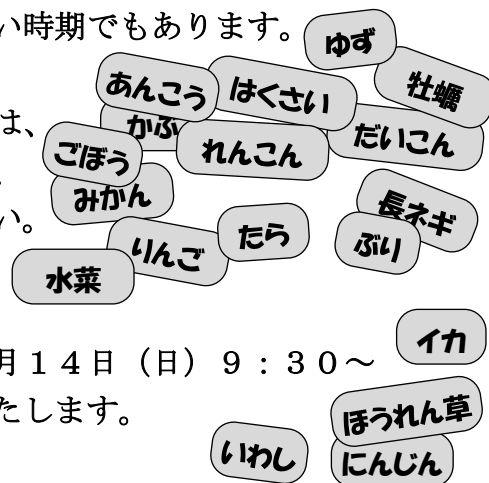 い時期でもあります。
ゆず
牡蠣
あんこう
はくさい
は、
かぶ
だいこん
ごぼう
れんこん
みかん
長ネギ
い。
りんご
たら
ぶり
水菜
イカ
月１４日（日）９：３０～
たします。
ほうれん草
いわし
にんじん